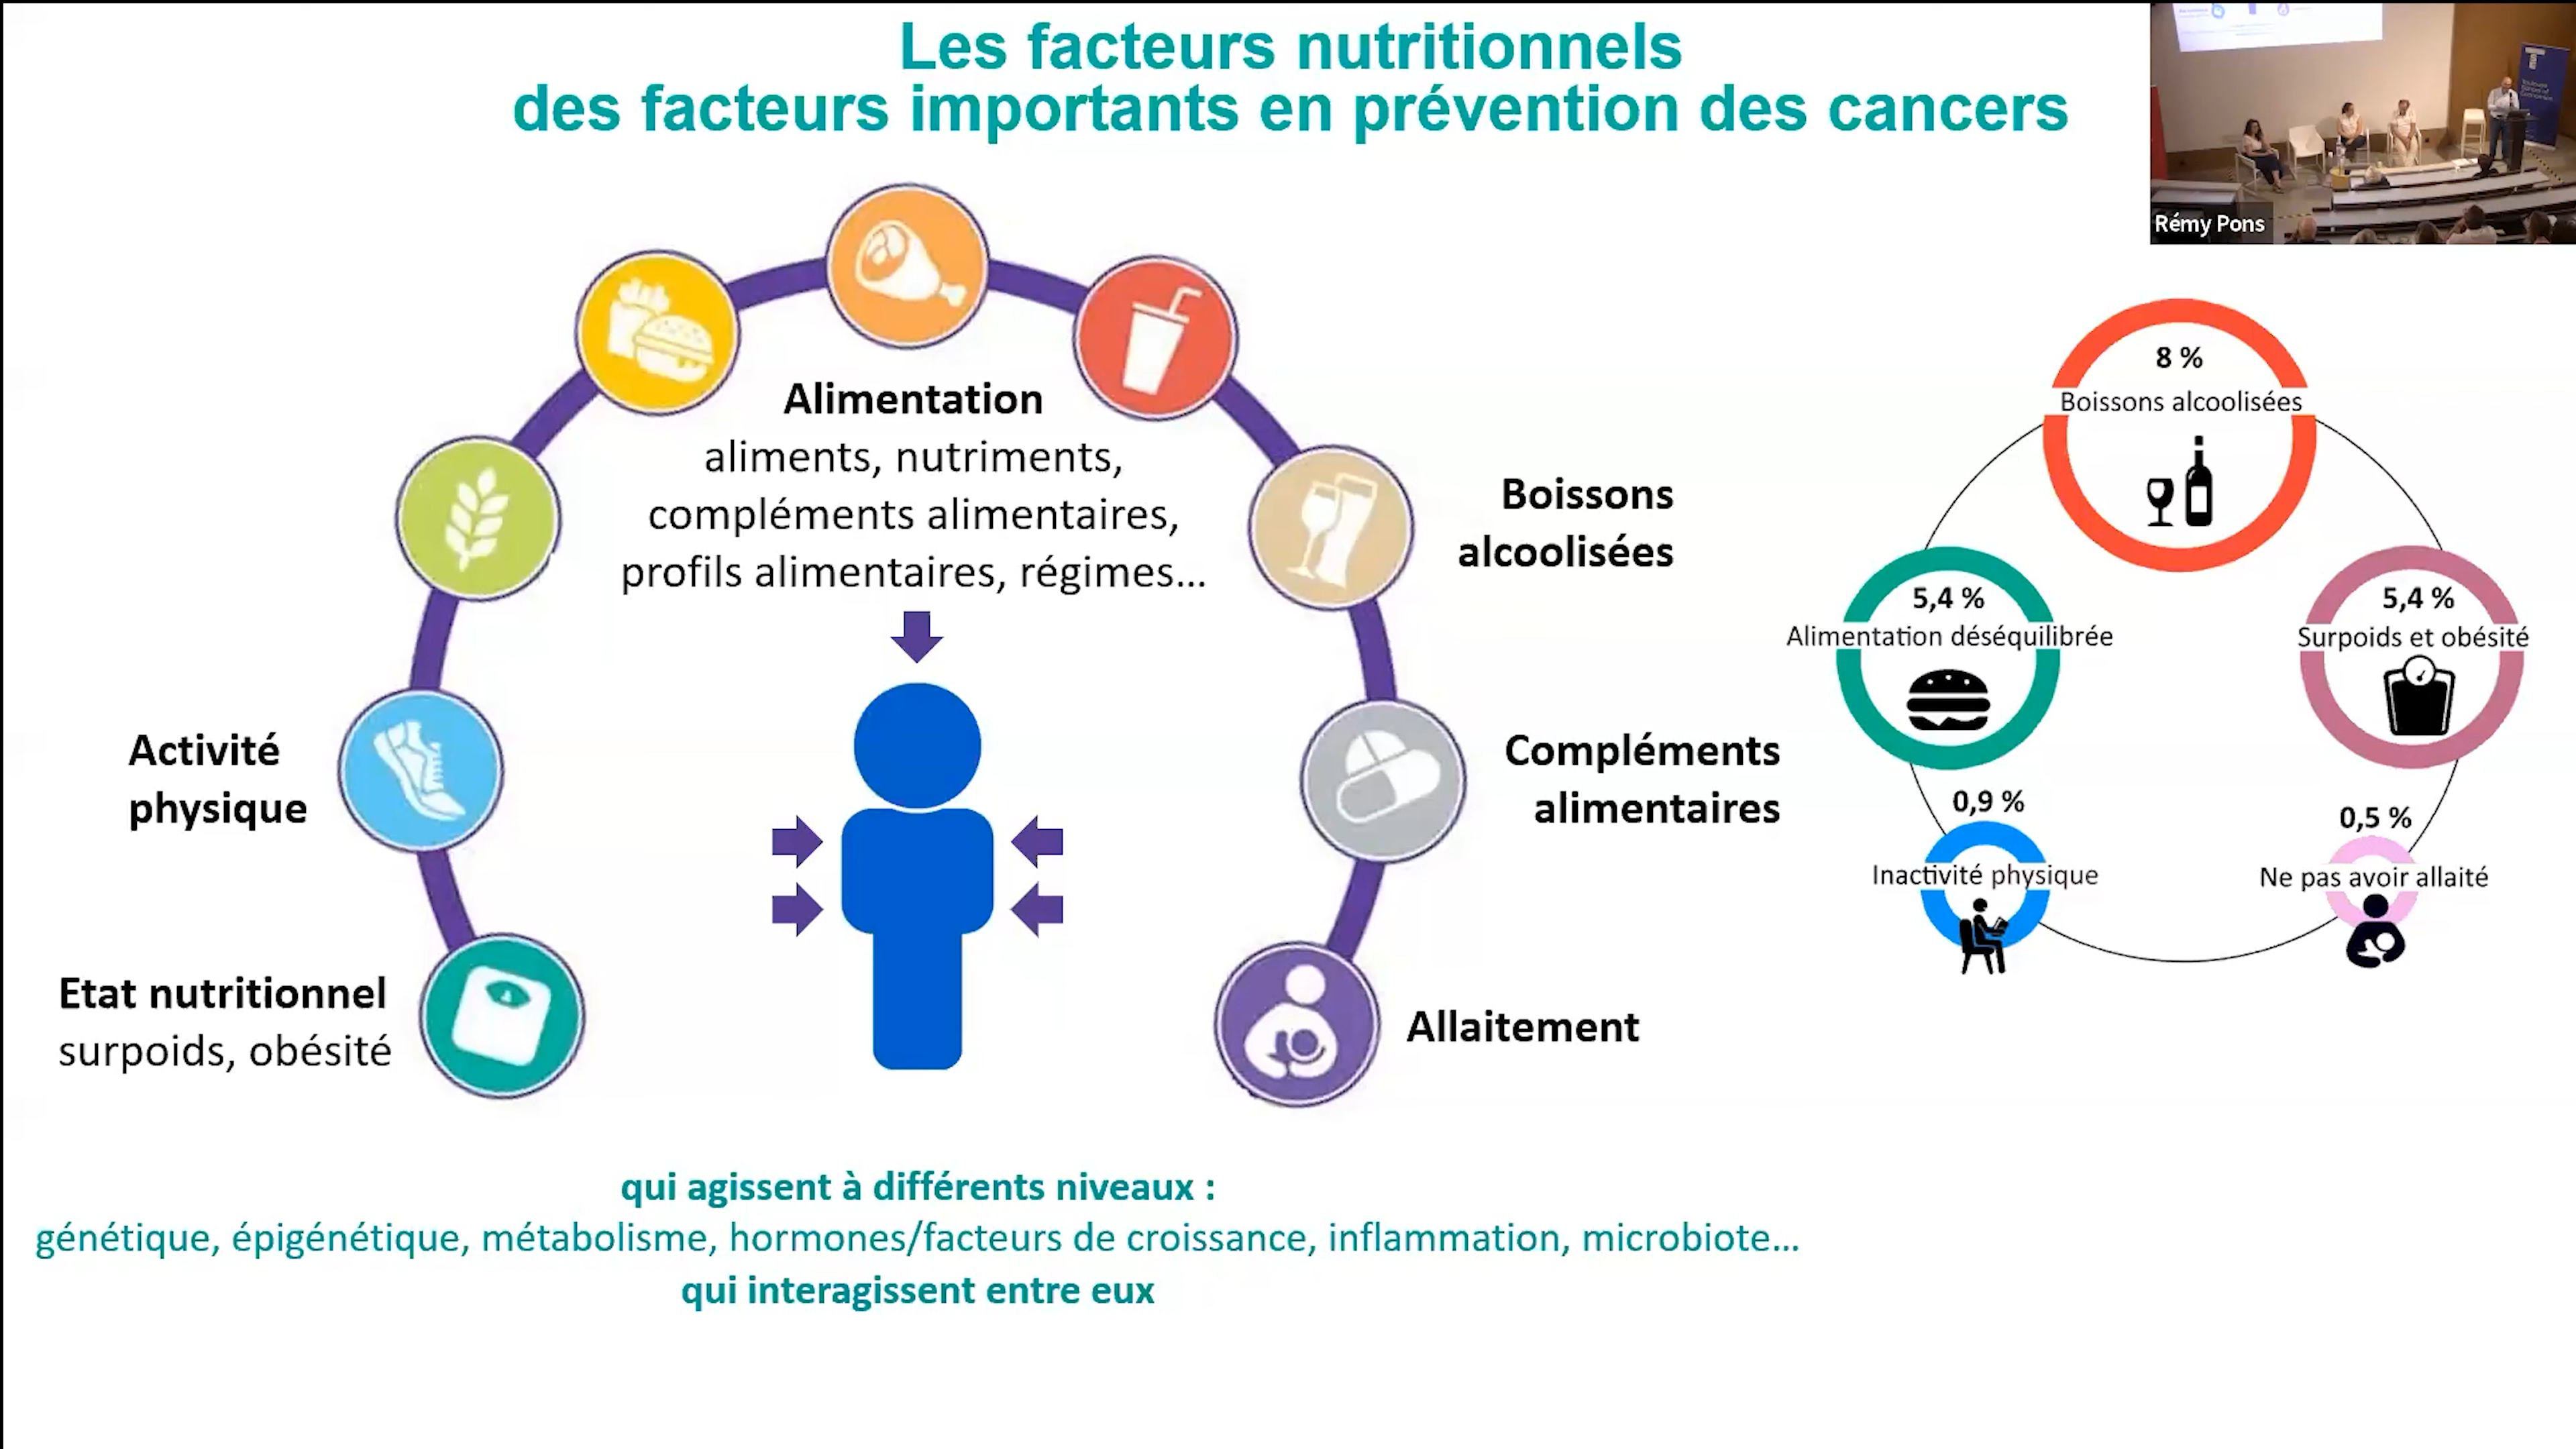 Les facteurs nutritionnels
des facteurs importants en prévention des cancers
Rémy Pons
Alimentation
aliments, nutriments,
compléments alimentaires,
profils alimentaires, régimes...
Boissons
alcoolisées
Compléments
alimentaires
Allaitement
Activité
physique
Etat nutritionnel
surpoids, obésité
8 %
Boissons alcoolisées
5,4 %
Alimentation déséquilibrée
5,4 %
Surpoids et obésité
0,9 %
Inactivité physique
0,5 %
Ne pas avoir allaité
qui agissent à différents niveaux :
génétique, épigénétique, métabolisme, hormones/facteurs de croissance, inflammation, microbiote...
qui interagissent entre eux